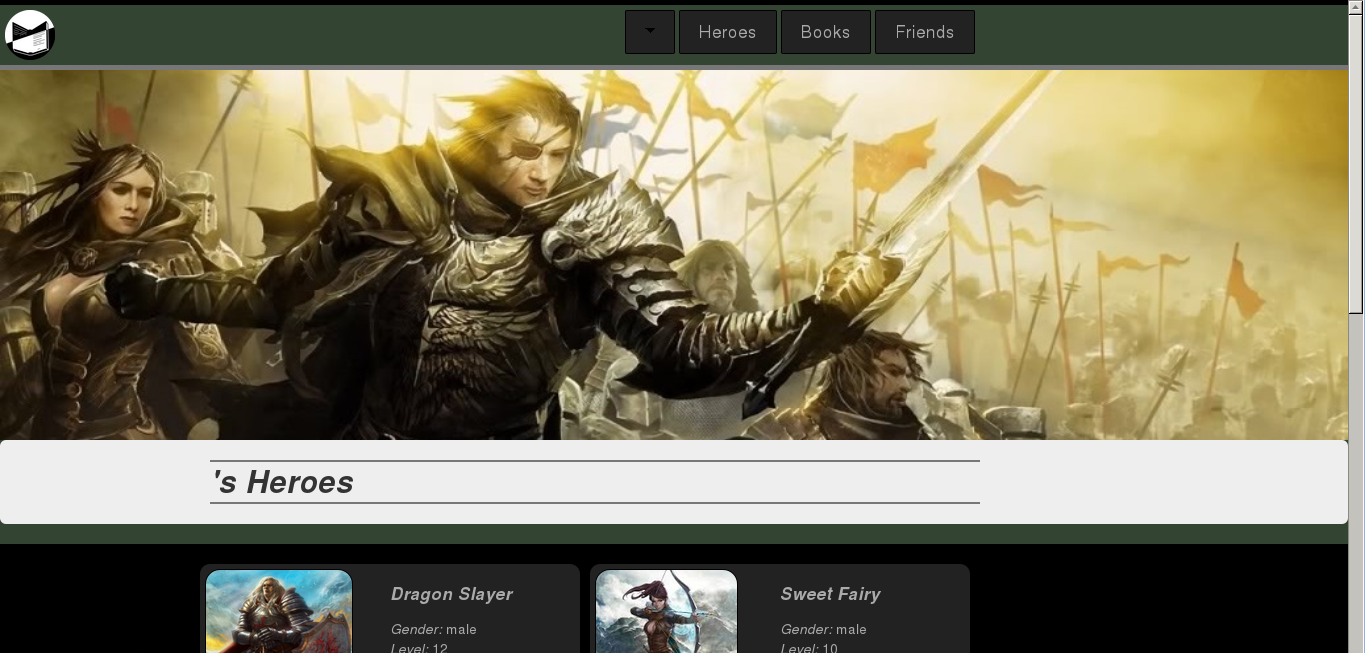 Heroes
Books
Friends
's Heroes
Dragon Slayer
Gender: male
Level: 12
Sweet Fairy
Gender: male
Level: 10